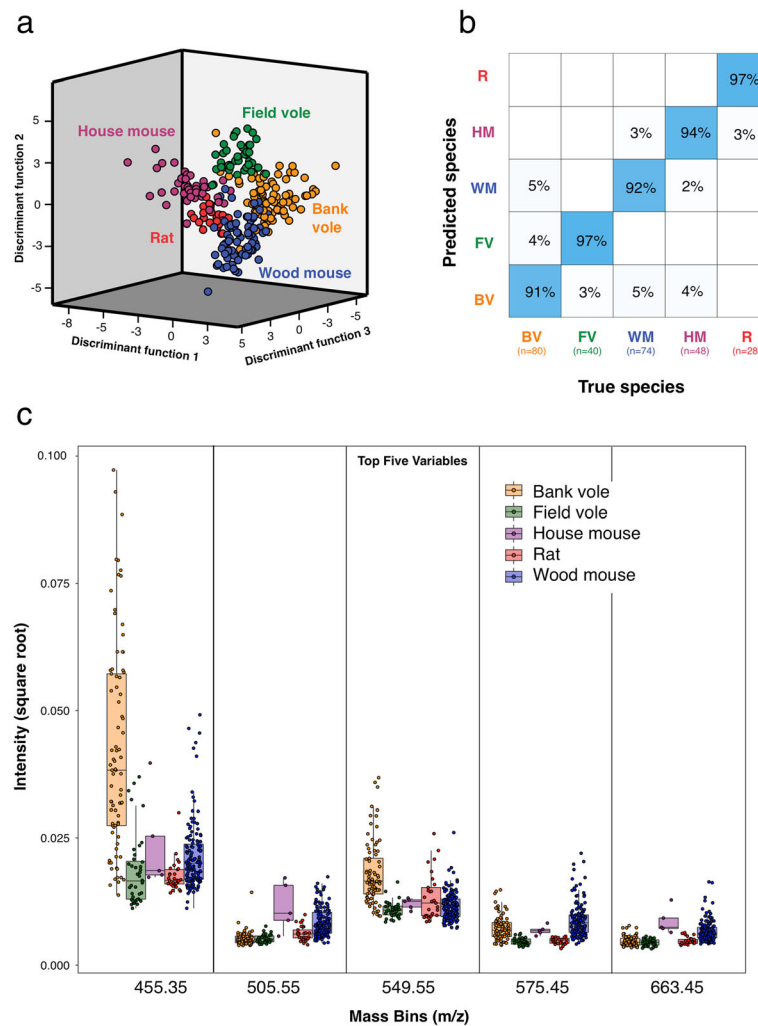 a
House mouse
Field vole
Bank
vole
Rat
Wood mouse
Discriminant function 2
5
3
0
-3
-5
-8
-5
-3
0
3
5
Discriminant function 1
3
0
-3
-5
Discriminant function 3
b
Predicted species
R
97%
HM
3%
94%
3%
WM
5%
92%
2%
FV
4%
97%
BV
91%
3%
5%
4%
BV
FV
WM
HM
R
(n=80)
(n=40)
(n=74)
(n=48)
(n=28
True species
c
Top Five Variables
Bank vole
Field vole
House mouse
Rat
Wood mouse
Intensity (square root)
0.100
0.075
0.050
0.025
0.000
455.35
505.55
549.55
575.45
663.45
Mass Bins (m/z)